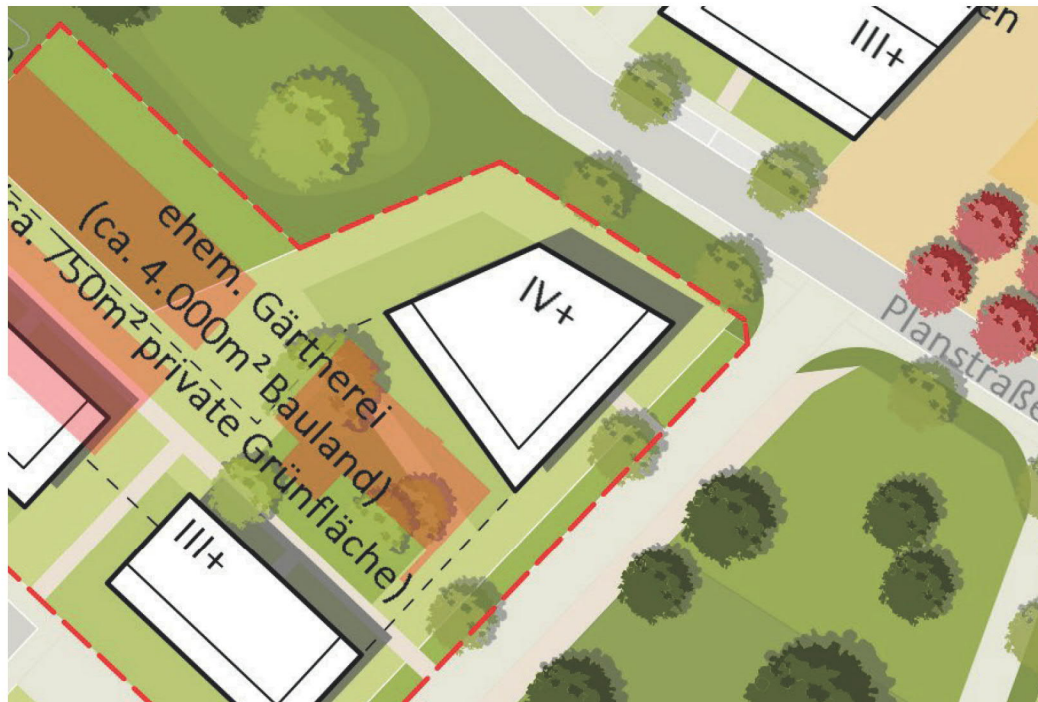 III+
ehem. Gärtnerei
(ca. 4.000m² Bauland)
ca. 750m² private Grünfläche)
IV+
Planstraße
III+